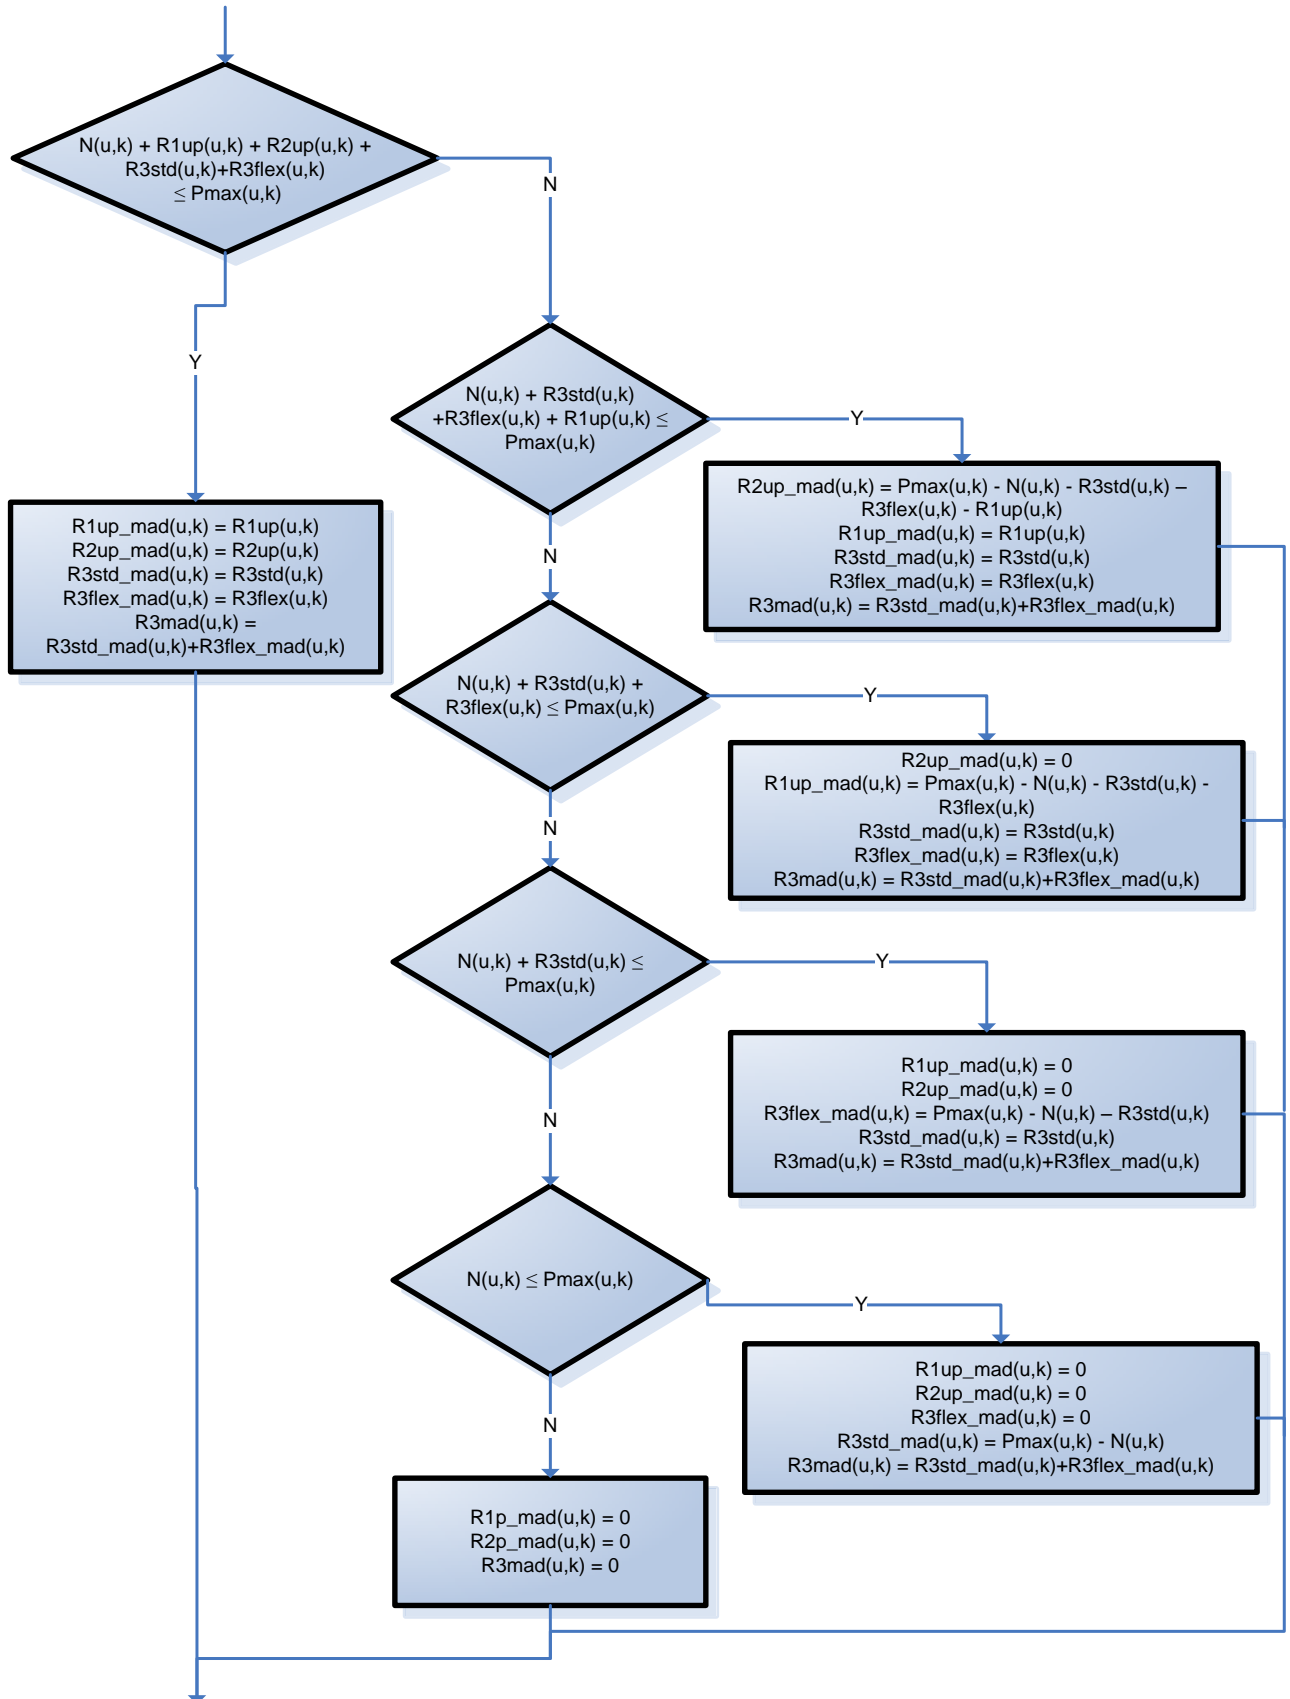 N(u,k) + R1up(u,k) + R2up(u,k) +
R3std(u,k)+R3flex(u,k)
≤ Pmax(u,k)
N
Y
N(u,k) + R3std(u,k)
+R3flex(u,k) + R1up(u,k) ≤
Pmax(u,k)
Y
R2up_mad(u,k) = Pmax(u,k) - N(u,k) - R3std(u,k) –
R3flex(u,k) - R1up(u,k)
R1up_mad(u,k) = R1up(u,k)
R3std_mad(u,k) = R3std(u,k)
R3flex_mad(u,k) = R3flex(u,k)
R3mad(u,k) = R3std_mad(u,k)+R3flex_mad(u,k)
R1up_mad(u,k) = R1up(u,k)
R2up_mad(u,k) = R2up(u,k)
R3std_mad(u,k) = R3std(u,k)
R3flex_mad(u,k) = R3flex(u,k)
R3mad(u,k) =
R3std_mad(u,k)+R3flex_mad(u,k)
N
N(u,k) + R3std(u,k) +
R3flex(u,k) ≤ Pmax(u,k)
Y
R2up_mad(u,k) = 0
R1up_mad(u,k) = Pmax(u,k) - N(u,k) - R3std(u,k) -
R3flex(u,k)
R3std_mad(u,k) = R3std(u,k)
R3flex_mad(u,k) = R3flex(u,k)
R3mad(u,k) = R3std_mad(u,k)+R3flex_mad(u,k)
N
N(u,k) + R3std(u,k) ≤
Pmax(u,k)
Y
R1up_mad(u,k) = 0
R2up_mad(u,k) = 0
R3flex_mad(u,k) = Pmax(u,k) - N(u,k) – R3std(u,k)
R3std_mad(u,k) = R3std(u,k)
R3mad(u,k) = R3std_mad(u,k)+R3flex_mad(u,k)
N
N(u,k) ≤ Pmax(u,k)
Y
R1up_mad(u,k) = 0
R2up_mad(u,k) = 0
R3flex_mad(u,k) = 0
R3std_mad(u,k) = Pmax(u,k) - N(u,k)
R3mad(u,k) = R3std_mad(u,k)+R3flex_mad(u,k)
N
R1p_mad(u,k) = 0
R2p_mad(u,k) = 0
R3mad(u,k) = 0